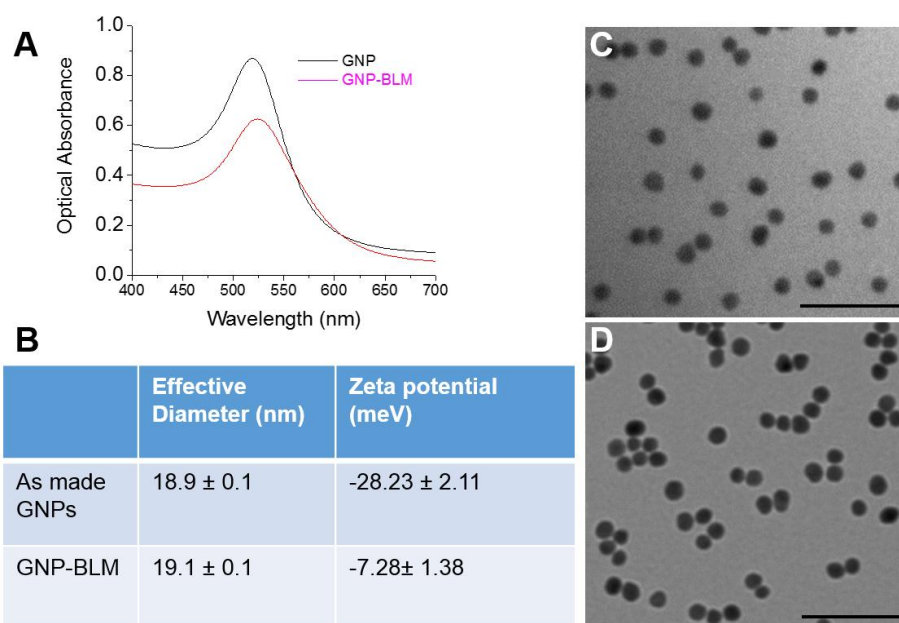 A
1.0
0.8
0.6
0.4
0.2
0.0
Optical Absorbance
400 450 500 550 600 650 700
Wavelength (nm)
GNP
GNP-BLM
B
Effective Diameter (nm)
Zeta potential (meV)
As made GNPs
18.9 ± 0.1
-28.23 ± 2.11
GNP-BLM
19.1 ± 0.1
-7.28± 1.38
C
D